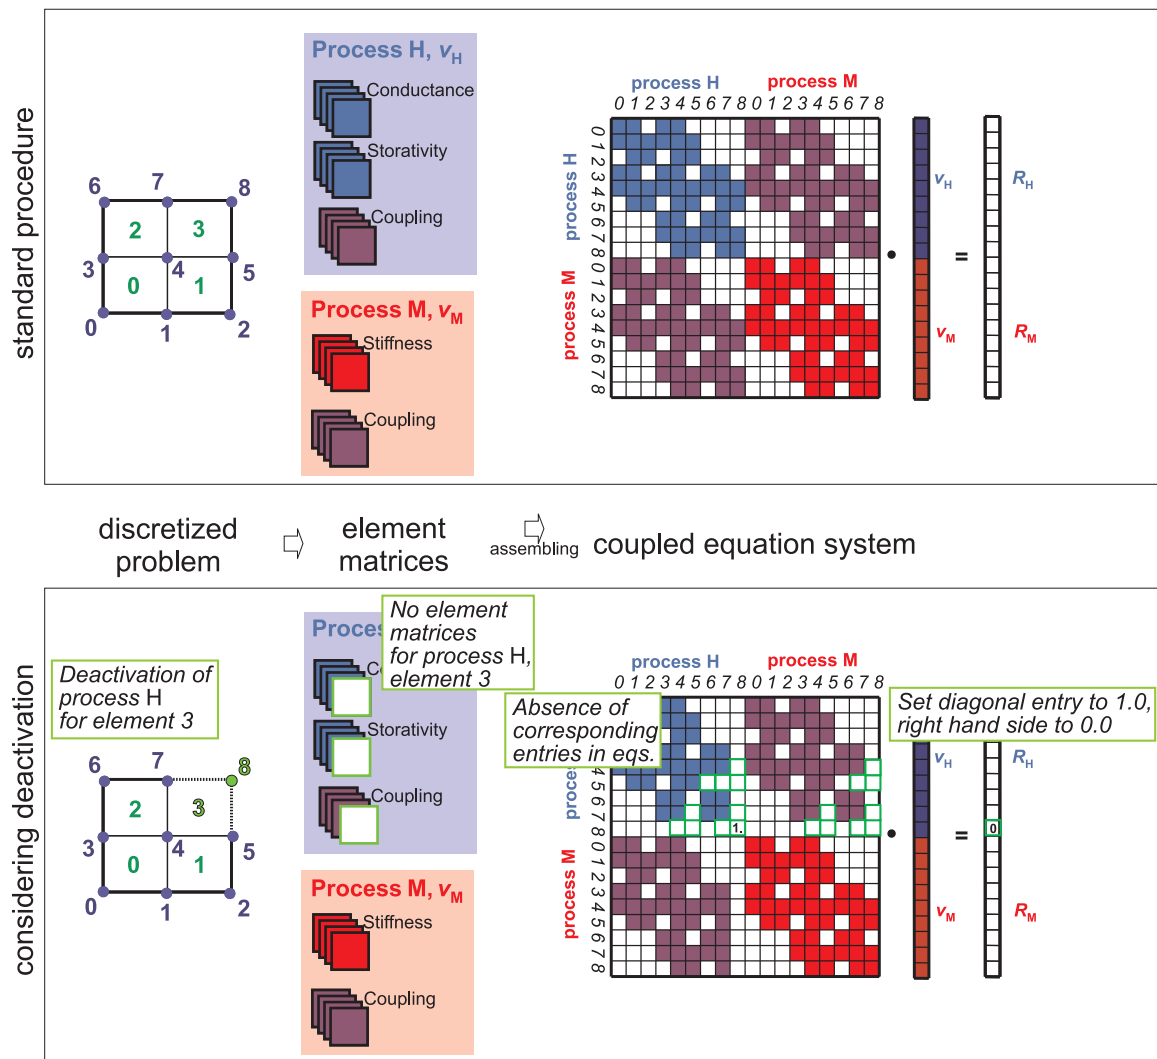 standard procedure
6 7 8
2 3
3 4 5
0 1
0 1 2
Process H, vH
Conductance
Storativity
Coupling
Process M, vM
Stiffness
Coupling
process H process M
0 1 2 3 4 5 6 7 8 0 1 2 3 4 5 6 7 8
process H
0 1 2 3 4 5 6 7 8
process M
0 1 2 3 4 5 6 7 8
vH
vM
=
RH
RM
discretized
problem
element
matrices
assembling
coupled equation system
considering deactivation
Deactivation of
process H
for element 3
6 7 8
2 3
3 4 5
0 1
0 1 2
Proces
No element
matrices
for process H,
element 3
Storativity
Coupling
Process M, vM
Stiffness
Coupling
process H process M
0 1 2 3 4 5 6 7 8 0 1 2 3 4 5 6 7 8
Absence of
corresponding
entries in eqs.
Set diagonal entry to 1.0,
right hand side to 0.0
process
4 5 6 7 8
1.
process M
0 1 2 3 4 5 6 7 8
vH
vM
=
0
RH
RM